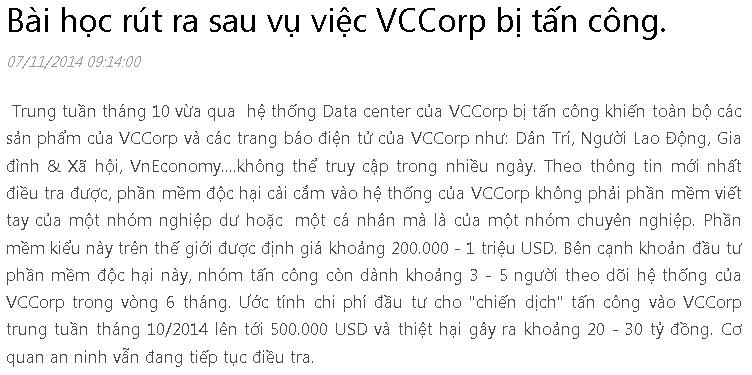 Bài học rút ra sau vụ việc VCCorp bị tấn công.
07/11/2014 09:14:00
Trung tuần tháng 10 vừa qua hệ thống Data center của VCCorp bị tấn công khiến toàn bộ các
sản phẩm của VCCorp và các trang báo điện tử của VCCorp như: Dân Trí, Người Lao Động, Gia
đình & Xã hội, VnEconomy....không thể truy cập trong nhiều ngày. Theo thông tin mới nhất
điều tra được, phần mềm độc hại cài cắm vào hệ thống của VCCorp không phải phần mềm viết
tay của một nhóm nghiệp dư hoặc một cá nhân mà là của một nhóm chuyên nghiệp. Phần
mềm kiểu này trên thế giới được định giá khoảng 200.000 - 1 triệu USD. Bên cạnh khoản đầu tư
phần mềm độc hại này, nhóm tấn công còn dành khoảng 3 - 5 người theo dõi hệ thống của
VCCorp trong vòng 6 tháng. Ước tính chi phí đầu tư cho "chiến dịch" tấn công vào VCCorp
trung tuần tháng 10/2014 lên tới 500.000 USD và thiệt hại gây ra khoảng 20 - 30 tỷ đồng. Cơ
quan an ninh vẫn đang tiếp tục điều tra.